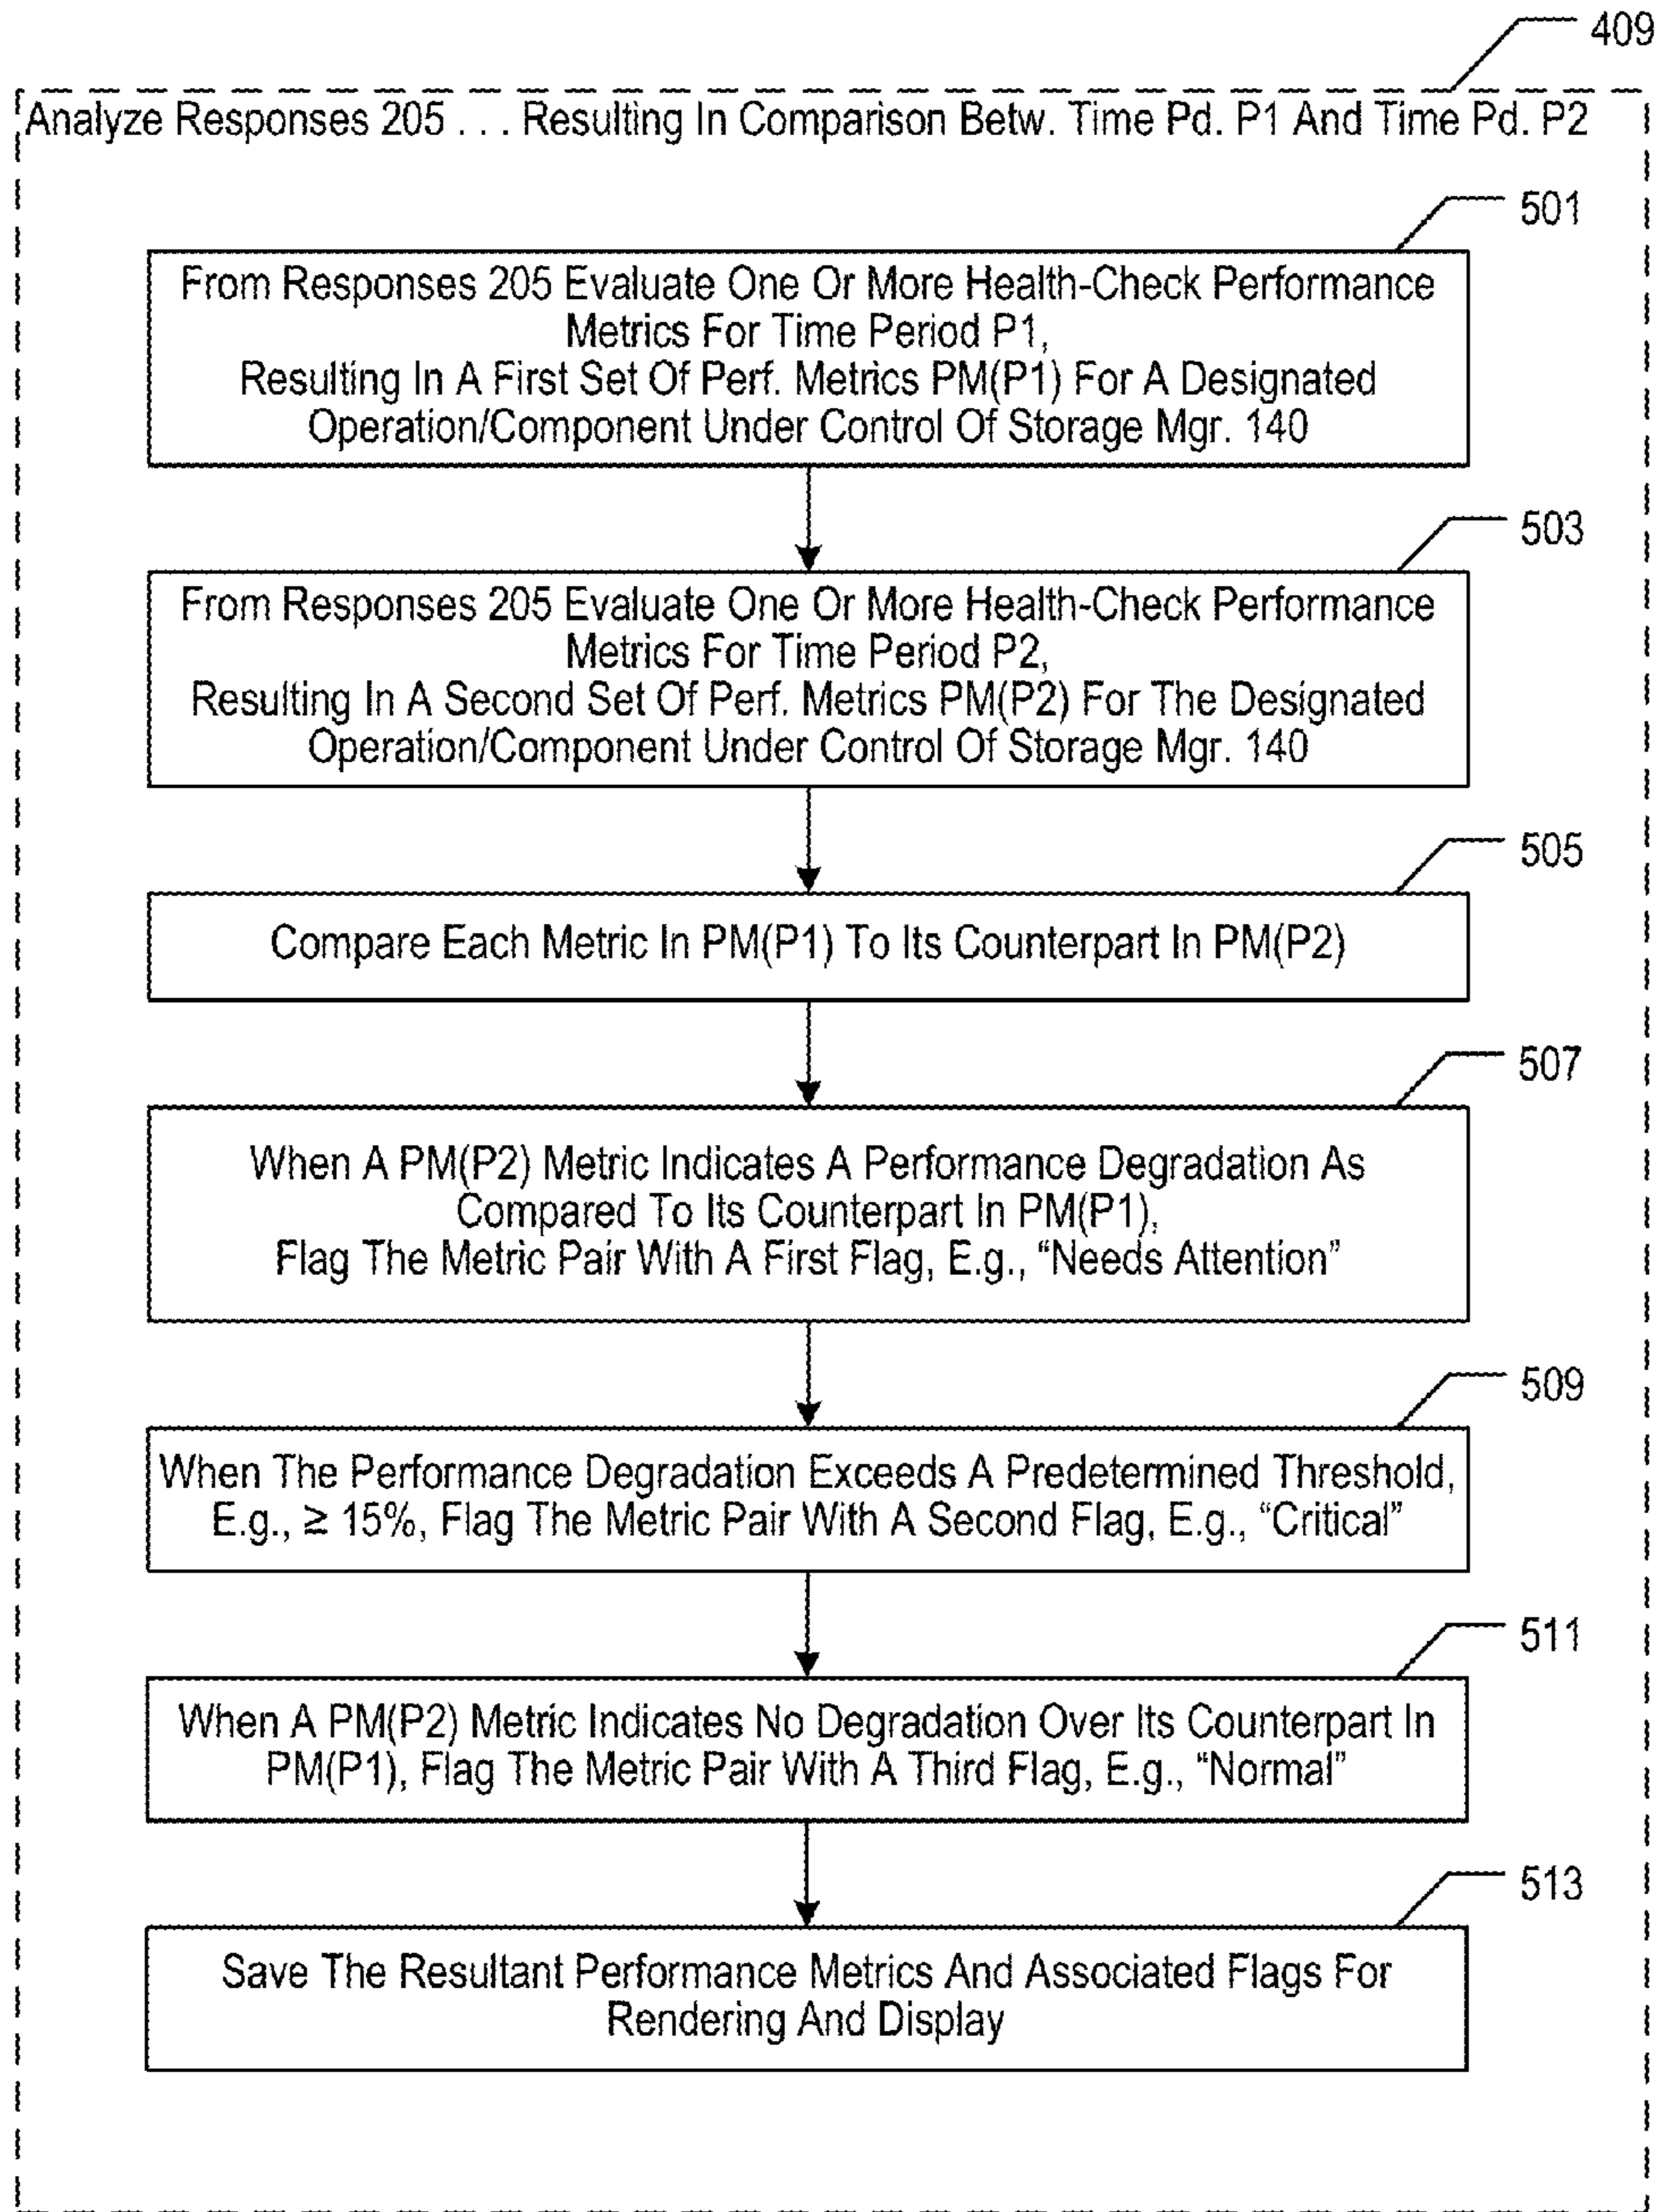 409
Analyze Responses 205 . . . Resulting In Comparison Betw. Time Pd. P1 And Time Pd. P2
501
From Responses 205 Evaluate One Or More Health-Check Performance
Metrics For Time Period P1,
Resulting In A First Set Of Perf. Metrics PM(P1) For A Designated
Operation/Component Under Control Of Storage Mgr. 140
503
From Responses 205 Evaluate One Or More Health-Check Performance
Metrics For Time Period P2,
Resulting In A Second Set Of Perf. Metrics PM(P2) For The Designated
Operation/Component Under Control Of Storage Mgr. 140
505
Compare Each Metric In PM(P1) To Its Counterpart In PM(P2)
507
When A PM(P2) Metric Indicates A Performance Degradation As
Compared To Its Counterpart In PM(P1),
Flag The Metric Pair With A First Flag, E.g., “Needs Attention”
509
When The Performance Degradation Exceeds A Predetermined Threshold,
E.g., ≥ 15%, Flag The Metric Pair With A Second Flag, E.g., “Critical”
511
When A PM(P2) Metric Indicates No Degradation Over Its Counterpart In
PM(P1), Flag The Metric Pair With A Third Flag, E.g., “Normal”
513
Save The Resultant Performance Metrics And Associated Flags For
Rendering And Display